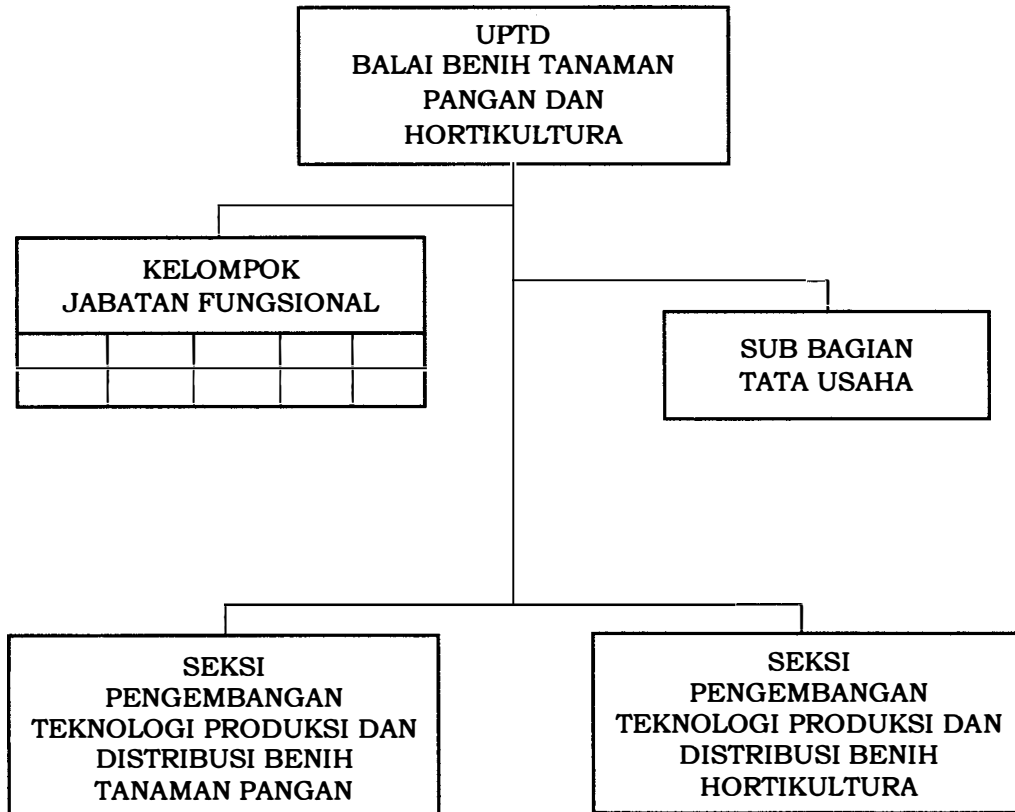 UPTD
BALAI BENIH TANAMAN
PANGAN DAN
HORTIKULTURA
KELOMPOK
JABATAN FUNGSIONAL
SUB BAGIAN
TATA USAHA
SEKSI
PENGEMBANGAN
TEKNOLOGI PRODUKSI DAN
DISTRIBUSI BENIH
TANAMAN PANGAN
SEKSI
PENGEMBANGAN
TEKNOLOGI PRODUKSI DAN
DISTRIBUSI BENIH
HORTIKULTURA